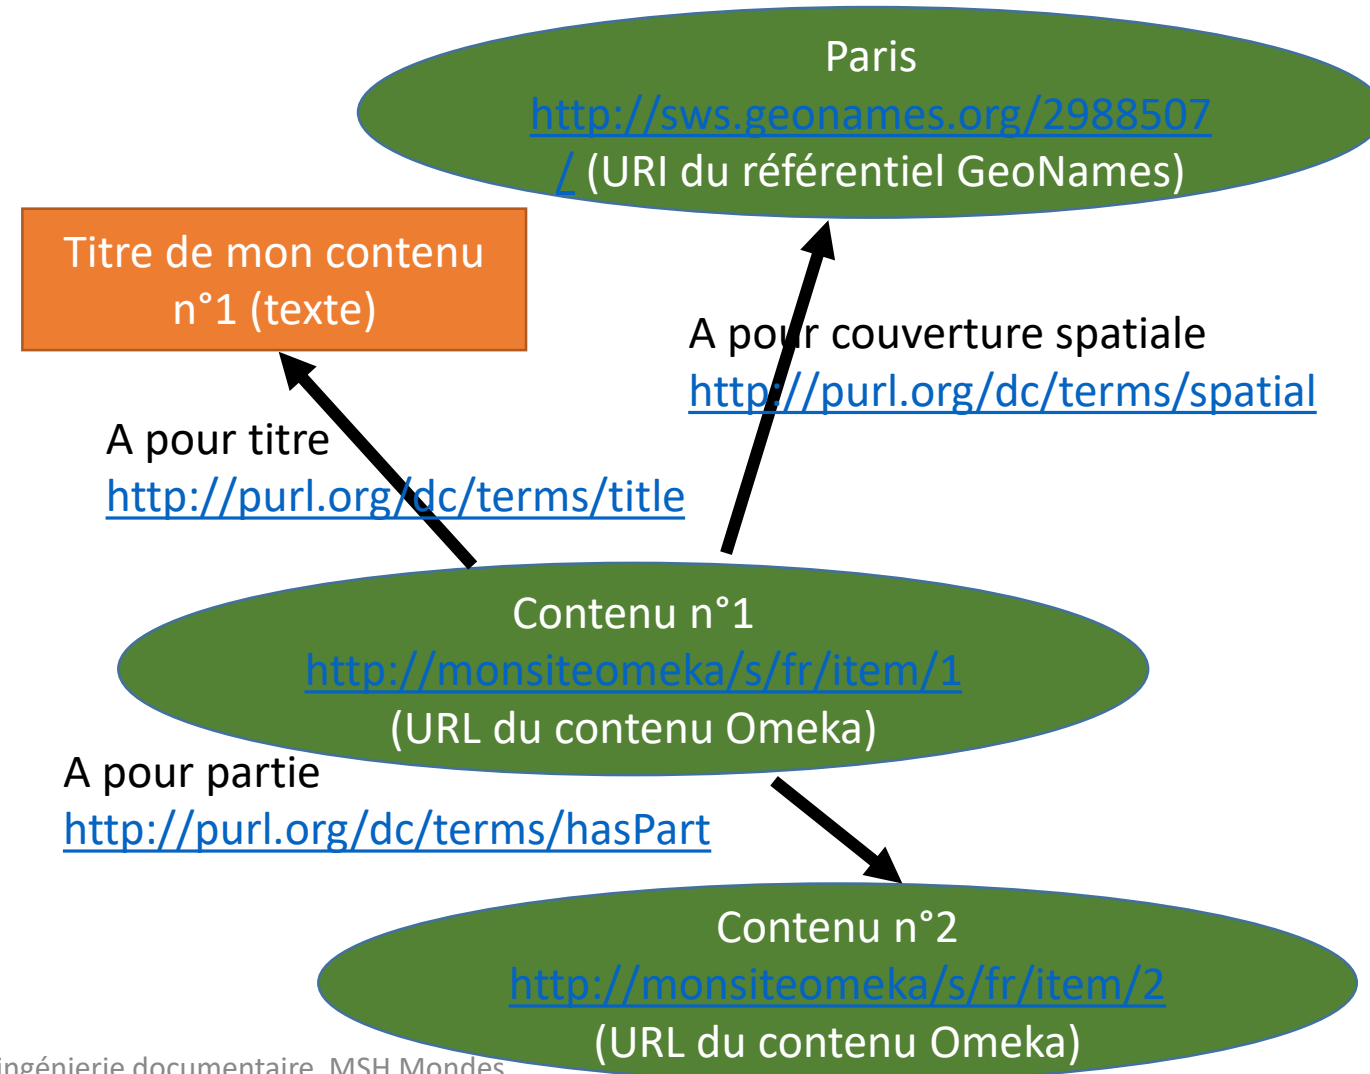 Paris
http://sws.geonames.org/2988507
/ (URI du référentiel GeoNames)
Titre de mon contenu
n°1 (texte)
A pour couverture spatiale
http://purl.org/dc/terms/spatial
A pour titre
http://purl.org/dc/terms/title
Contenu n°1
http://monsiteomeka/s/fr/item/1
(URL du contenu Omeka)
A pour partie
http://purl.org/dc/terms/hasPart
Contenu n°2
http://monsiteomeka/s/fr/item/2
(URL du contenu Omeka)
ingénierie documentaire, MSH Mondes